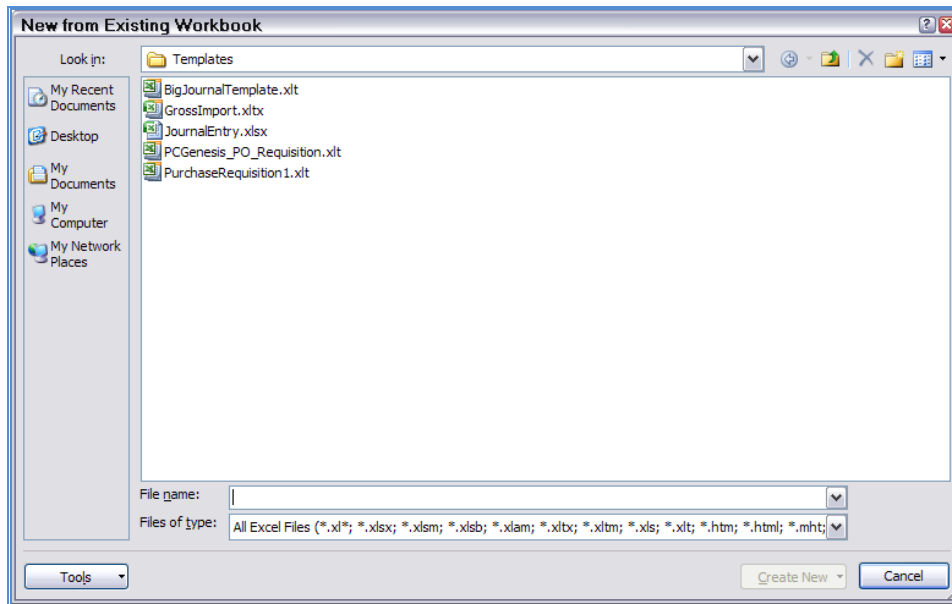 New from Existing Workbook
Look in:
Templates
My Recent
Documents
Desktop
My
Documents
My
Computer
My Network
Places
BigJournalTemplate.xlt
GrossImport.xltx
JournalEntry.xlsx
PCGenesis_PO_Requisition.xlt
PurchaseRequisition1.xlt
File name:
Files of type:
All Excel Files (*.xl*; *.xlsx; *.xlsm; *.xlsb; *.xlam; *.xltx; *.xltm; *.xls; *.xlt; *.htm; *.html; *.mht;
Tools
Create New
Cancel